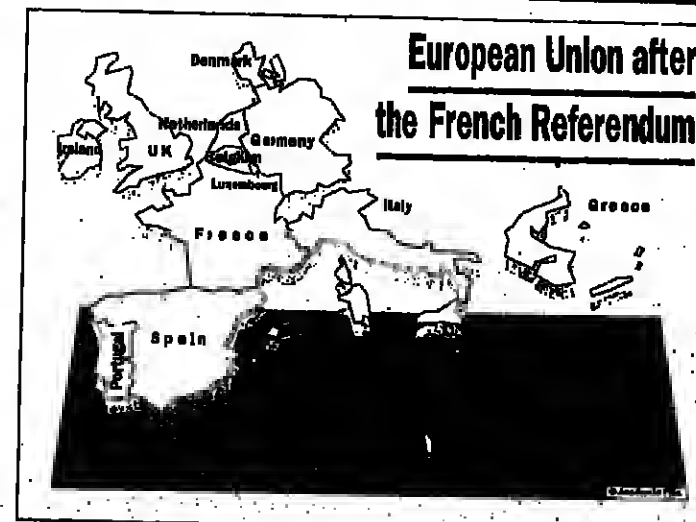 European Union after
the French Referendum
Denmark
Netherlands
Ireland
UK
Germany
Belgium
Luxembourg
Italy
Greece
France
Spain
Portugal